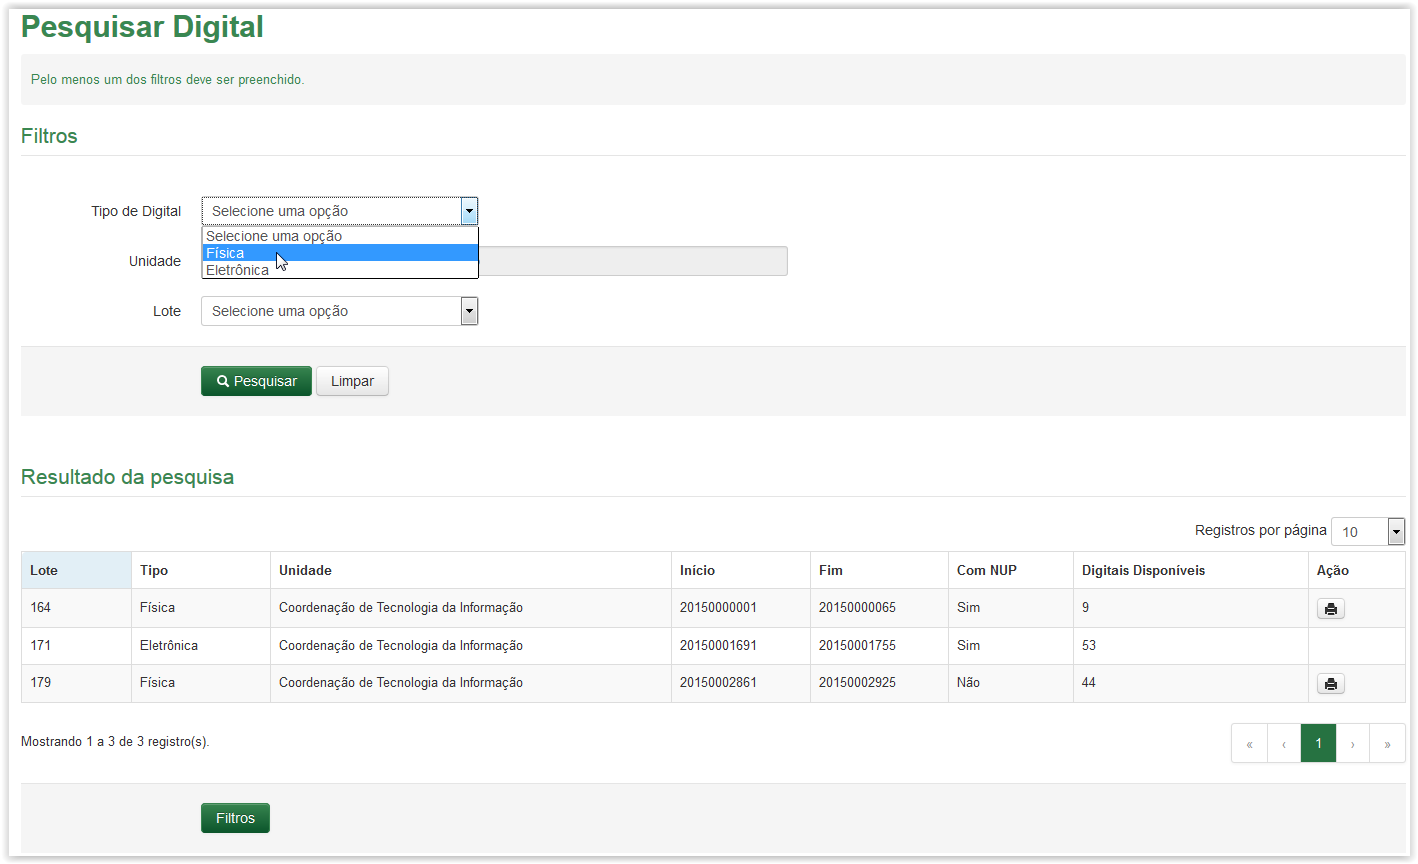 Pesquisar Digital
Pelo menos um dos filtros deve ser preenchido.
Filtros
Tipo de Digital Selecione uma opção
Selecione uma opção
Física
Eletrônica
Unidade
Lote Selecione uma opção
Pesquisar Limpar
Resultado da pesquisa
Registros por página 10
Lote Tipo Unidade Início Fim Com NUP Digitais Disponíveis Ação
164 Física Coordenação de Tecnologia da Informação 20150000001 20150000065 Sim 9
171 Eletrônica Coordenação de Tecnologia da Informação 20150001691 20150001755 Sim 53
179 Física Coordenação de Tecnologia da Informação 20150002861 20150002925 Não 44
Mostrando 1 a 3 de 3 registro(s).
« ‹ 1 › »
Filtros